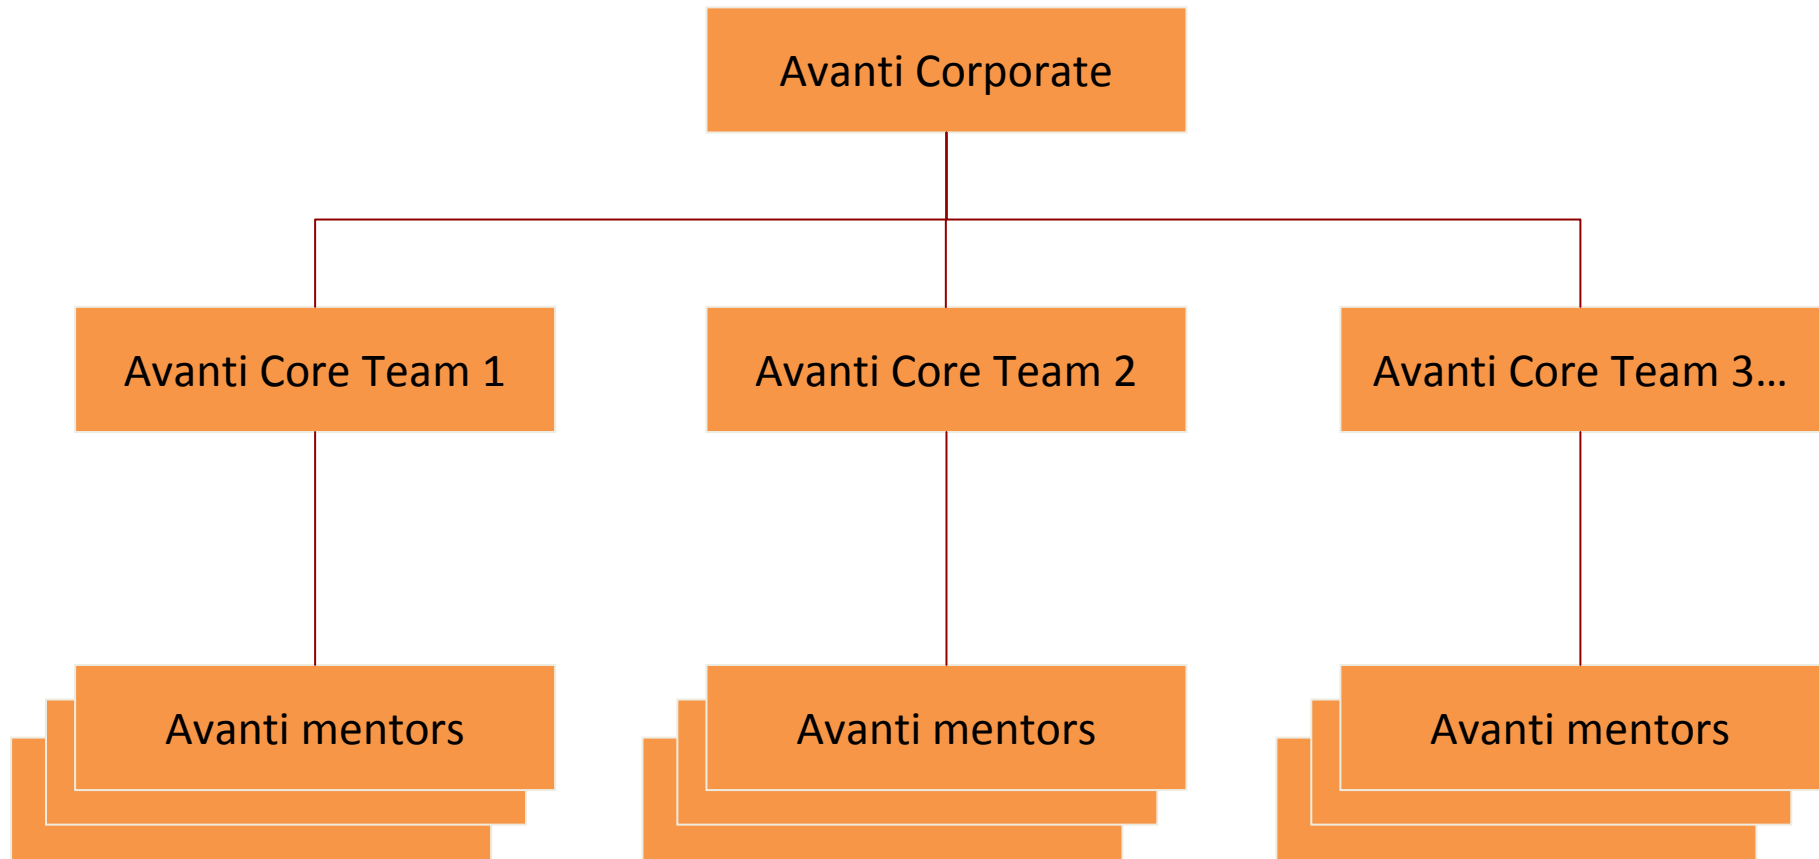 Avanti Corporate
Avanti Core Team 1
Avanti Core Team 2
Avanti Core Team 3…
Avanti mentors
Avanti mentors
Avanti mentors